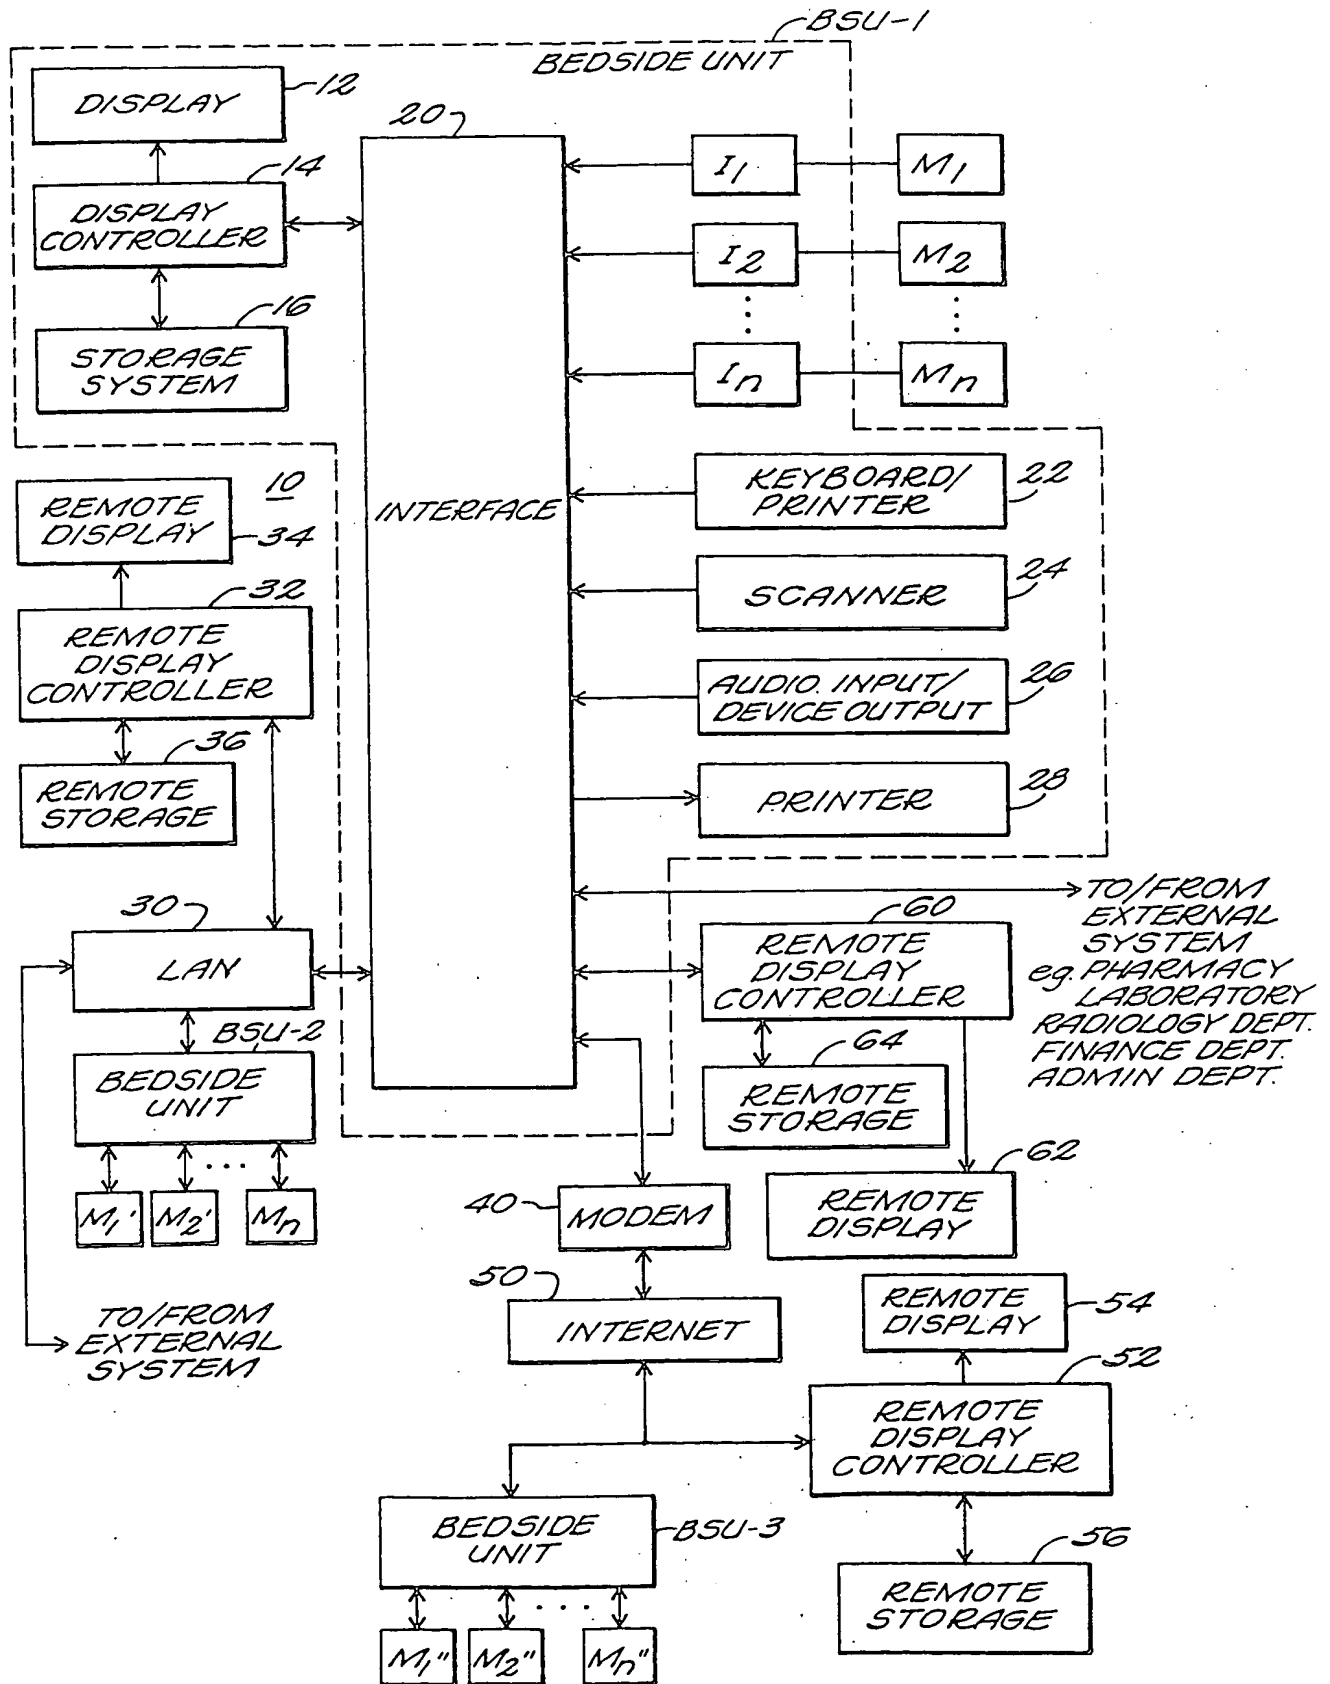 BSU-1
BEDSIDE UNIT
DISPLAY
12
20
I1
M1
14
DISPLAY
CONTROLLER
I2
M2
16
STORAGE
SYSTEM
In
Mn
10
REMOTE
DISPLAY
34
INTERFACE
KEYBOARD/
PRINTER
22
SCANNER
24
32
REMOTE
DISPLAY
CONTROLLER
AUDIO INPUT/
DEVICE OUTPUT
26
36
REMOTE
STORAGE
PRINTER
28
30
LAN
60
REMOTE
DISPLAY
CONTROLLER
TO/FROM
EXTERNAL
SYSTEM
eg. PHARMACY
LABORATORY
RADIOLOGY DEPT.
FINANCE DEPT.
ADMIN DEPT.
BSU-2
BEDSIDE
UNIT
64
REMOTE
STORAGE
M1'
M2'
Mn
62
REMOTE
DISPLAY
40
MODEM
50
INTERNET
TO/FROM
EXTERNAL
SYSTEM
REMOTE
DISPLAY
54
52
REMOTE
DISPLAY
CONTROLLER
BEDSIDE
UNIT
BSU-3
56
REMOTE
STORAGE
M1"
M2"
Mn"